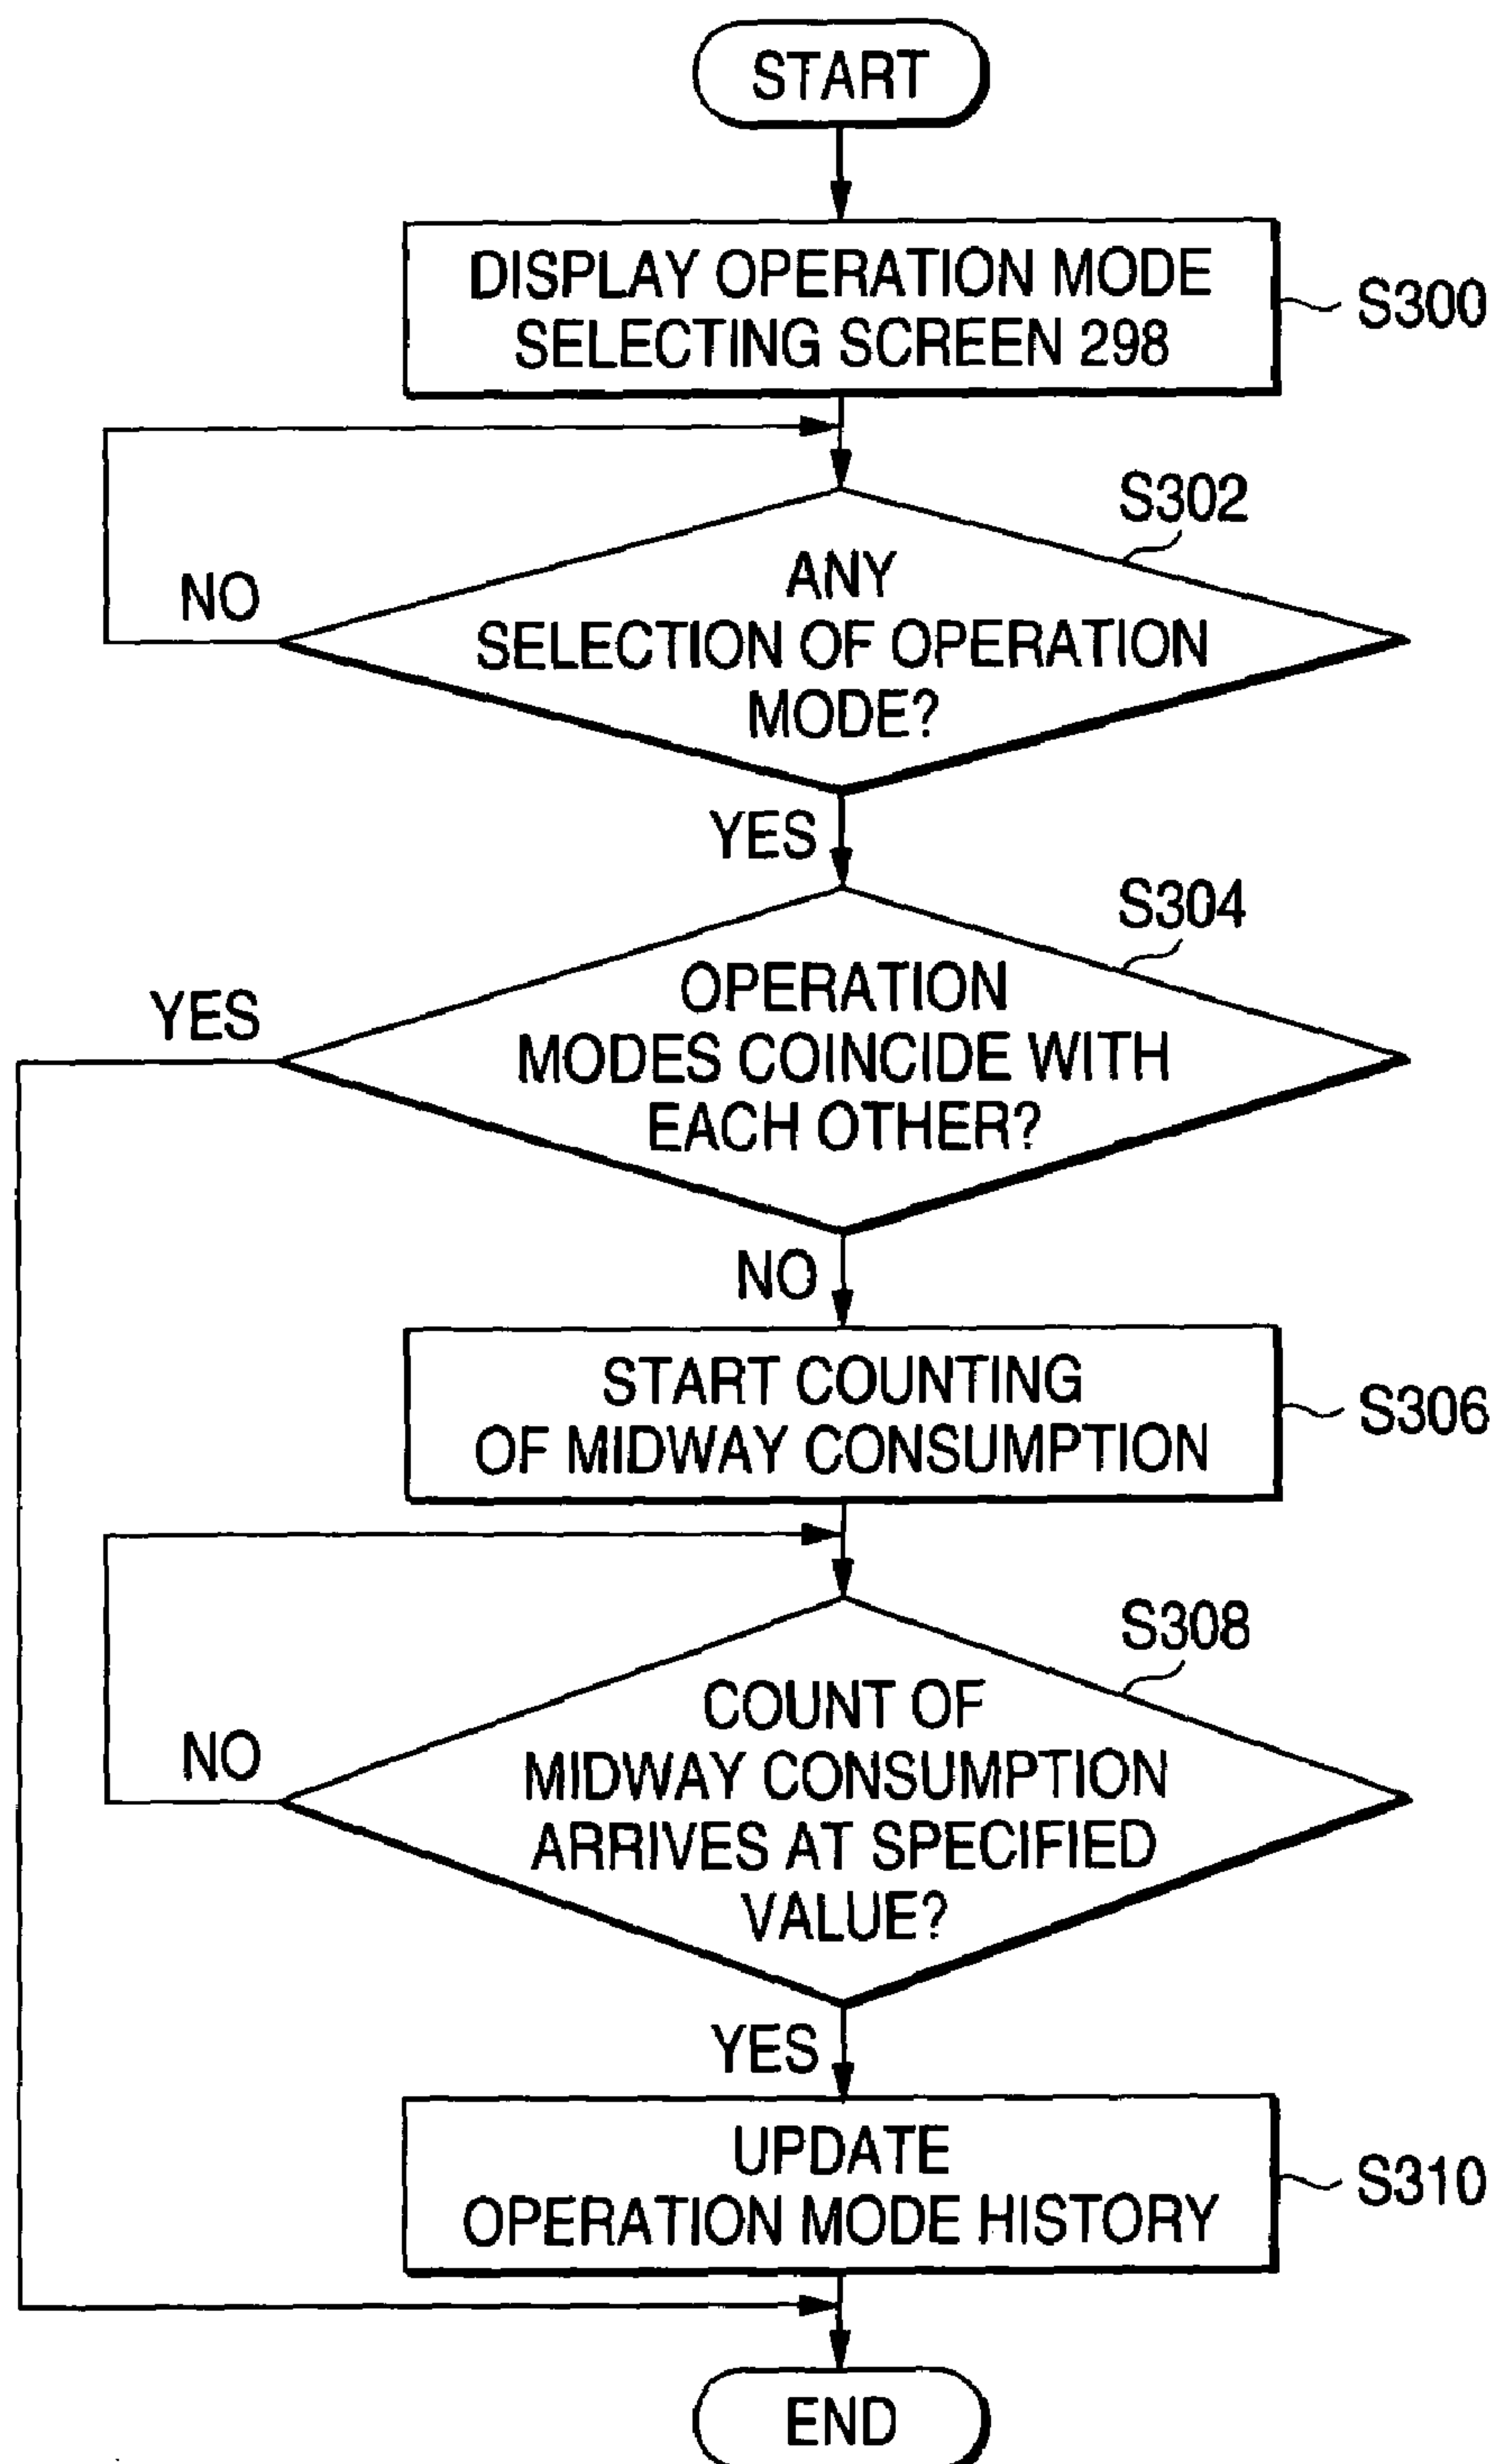 START
DISPLAY OPERATION MODE
SELECTING SCREEN 298
S300
S302
ANY
SELECTION OF OPERATION
MODE?
NO
YES
S304
OPERATION
MODES COINCIDE WITH
EACH OTHER?
YES
NO
START COUNTING
OF MIDWAY CONSUMPTION
S306
S308
COUNT OF
MIDWAY CONSUMPTION
ARRIVES AT SPECIFIED
VALUE?
NO
YES
UPDATE
OPERATION MODE HISTORY
S310
END